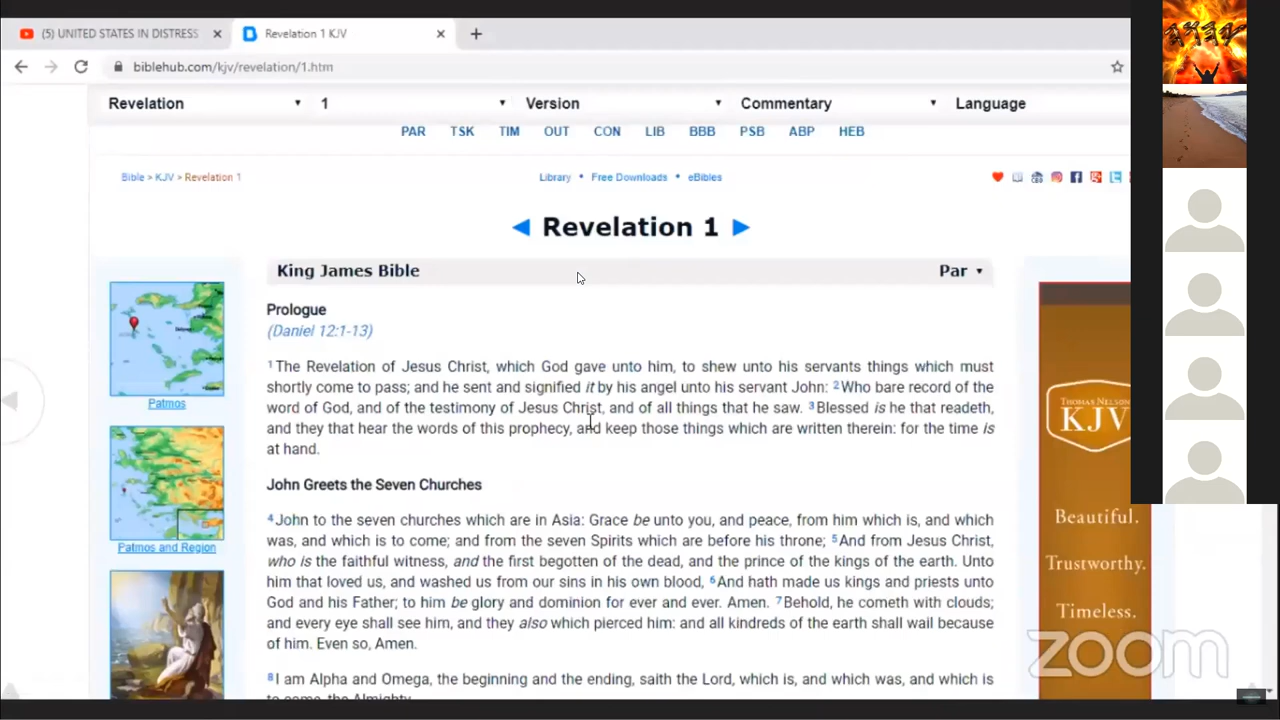 (5) UNITED STATES IN DISTRESS
Revelation 1 KJV
biblehub.com/kjv/revelation/1.htm
Revelation 1 Version Commentary Language
PAR TSK TIM OUT CON LIB BBB PSB ABP HEB
Bible > KJV > Revelation 1 Library • Free Downloads • eBibles
Revelation 1
King James Bible Par
Prologue
(Daniel 12:1-13)
1 The Revelation of Jesus Christ, which God gave unto him, to shew unto his servants things which must
shortly come to pass; and he sent and signified it by his angel unto his servant John: 2 Who bare record of the
word of God, and of the testimony of Jesus Christ, and of all things that he saw. 3 Blessed is he that readeth,
and they that hear the words of this prophecy, and keep those things which are written therein: for the time is
at hand.
John Greets the Seven Churches
4 John to the seven churches which are in Asia: Grace be unto you, and peace, from him which is, and which
was, and which is to come; and from the seven Spirits which are before his throne; 5 And from Jesus Christ,
who is the faithful witness, and the first begotten of the dead, and the prince of the kings of the earth. Unto
him that loved us, and washed us from our sins in his own blood, 6 And hath made us kings and priests unto
God and his Father; to him be glory and dominion for ever and ever. Amen. 7 Behold, he cometh with clouds;
and every eye shall see him, and they also which pierced him: and all kindreds of the earth shall wail because
of him. Even so, Amen.
8 I am Alpha and Omega, the beginning and the ending, saith the Lord, which is, and which was, and which is
to come, the Almighty.
Patmos
Patmos and Region
THOMAS NELSON
KJV
Beautiful.
Trustworthy.
Timeless.
zoom